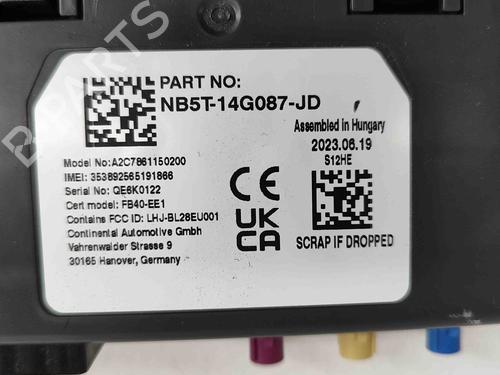 PART NO:
NB5T-14G087-JD
Assembled in Hungary
2023.06.19
S12HE
Model No:A2C7861150200
IMEI: 353892565191866
Serial No: QE6K0122
Cert model: FB40-EE1
Contains FCC ID: LHJ-BL28EU001
Continental Automotive GmbH
Vahrenwalder Strasse 9
30165 Hanover, Germany
CE
UK
CA
SCRAP IF DROPPED
B-PARTS